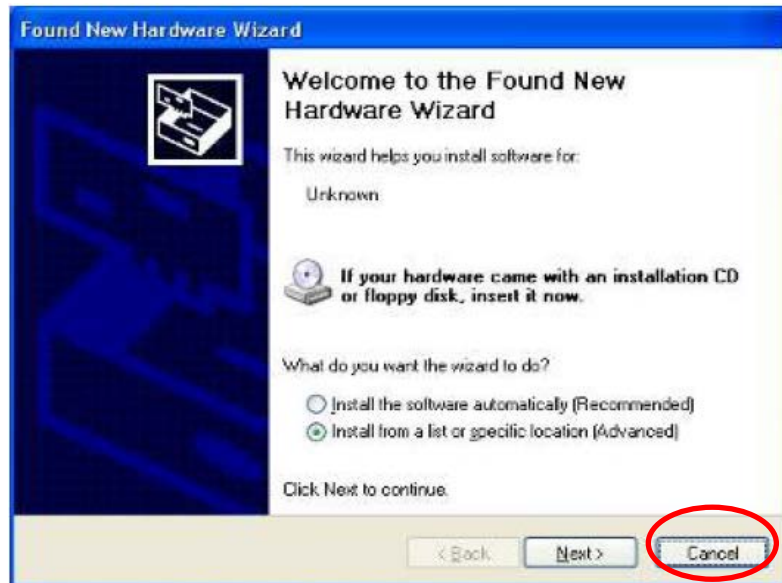 Found New Hardware Wizard
Welcome to the Found New
Hardware Wizard
This wizard helps you install software for:
Unknown
If your hardware came with an installation CD
or floppy disk, insert it now.
What do you want the wizard to do?
Install the software automatically (Recommended)
Install from a list or specific location (Advanced)
Click Next to continue.
< Back Next > Cancel